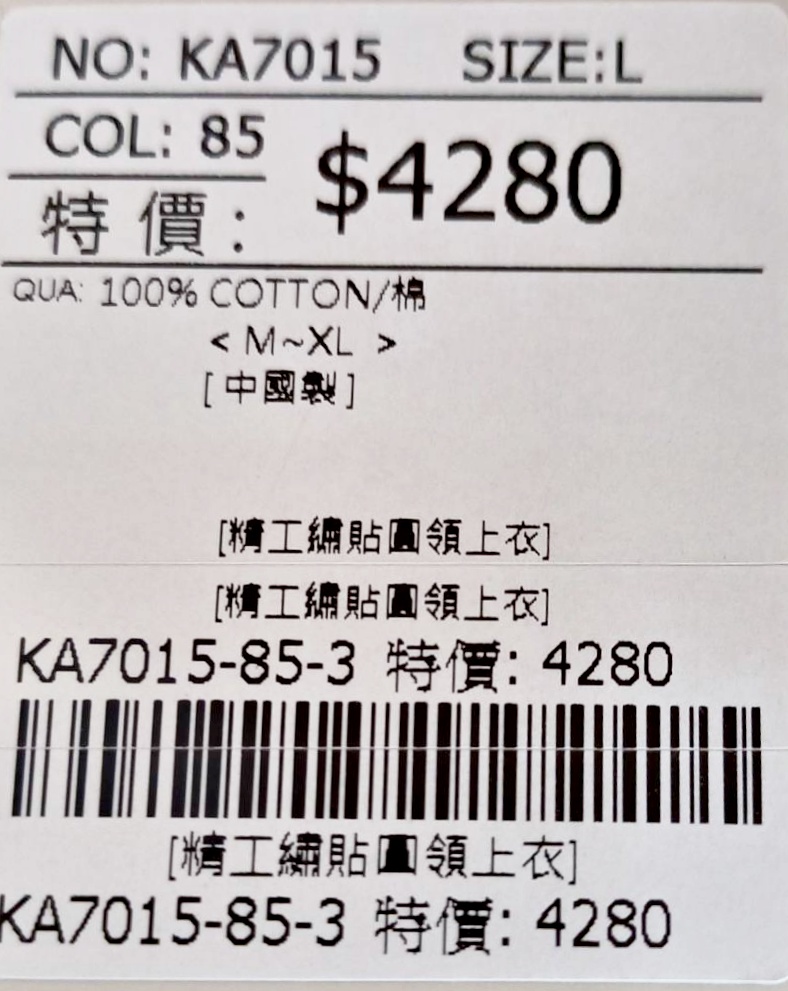 NO: KA7015 SIZE:L
COL: 85
$4280
特價:
QUA: 100% COTTON/棉
< M~XL >
[中國製]
[精工繡貼圓領上衣]
[精工繡貼圓領上衣]
KA7015-85-3 特價: 4280
[精工繡貼圓領上衣]
KA7015-85-3 特價: 4280